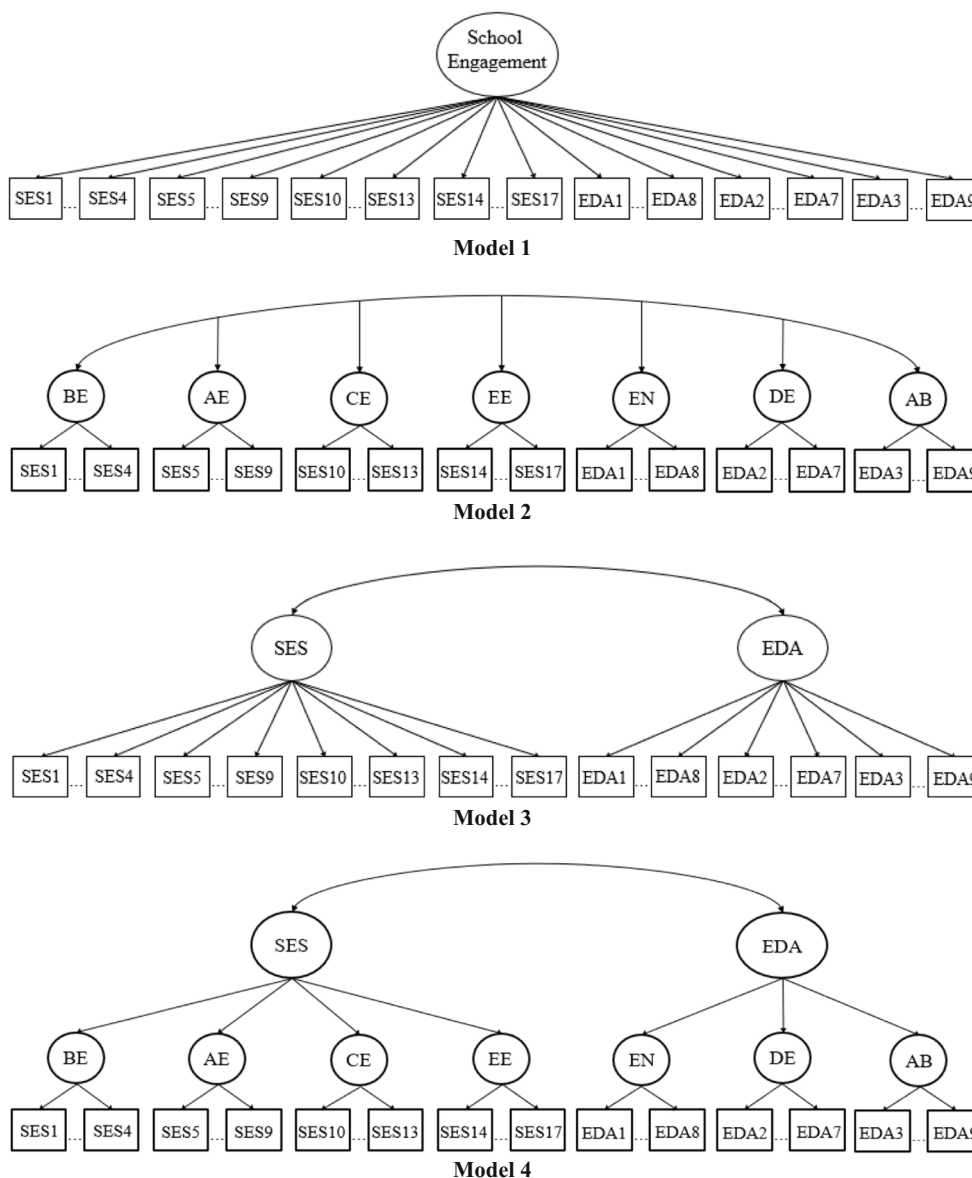 School
Engagement
SES1 ... SES4 SES5 ... SES9 SES10 ... SES13 SES14 ... SES17 EDA1 ... EDA8 EDA2 ... EDA7 EDA3 ... EDA9
Model 1
BE AE CE EE EN DE AB
SES1 ... SES4 SES5 ... SES9 SES10 ... SES13 SES14 ... SES17 EDA1 ... EDA8 EDA2 ... EDA7 EDA3 ... EDA9
Model 2
SES EDA
SES1 ... SES4 SES5 ... SES9 SES10 ... SES13 SES14 ... SES17 EDA1 ... EDA8 EDA2 ... EDA7 EDA3 ... EDA9
Model 3
SES EDA
BE AE CE EE EN DE AB
SES1 ... SES4 SES5 ... SES9 SES10 ... SES13 SES14 ... SES17 EDA1 ... EDA8 EDA2 ... EDA7 EDA3 ... EDA9
Model 4